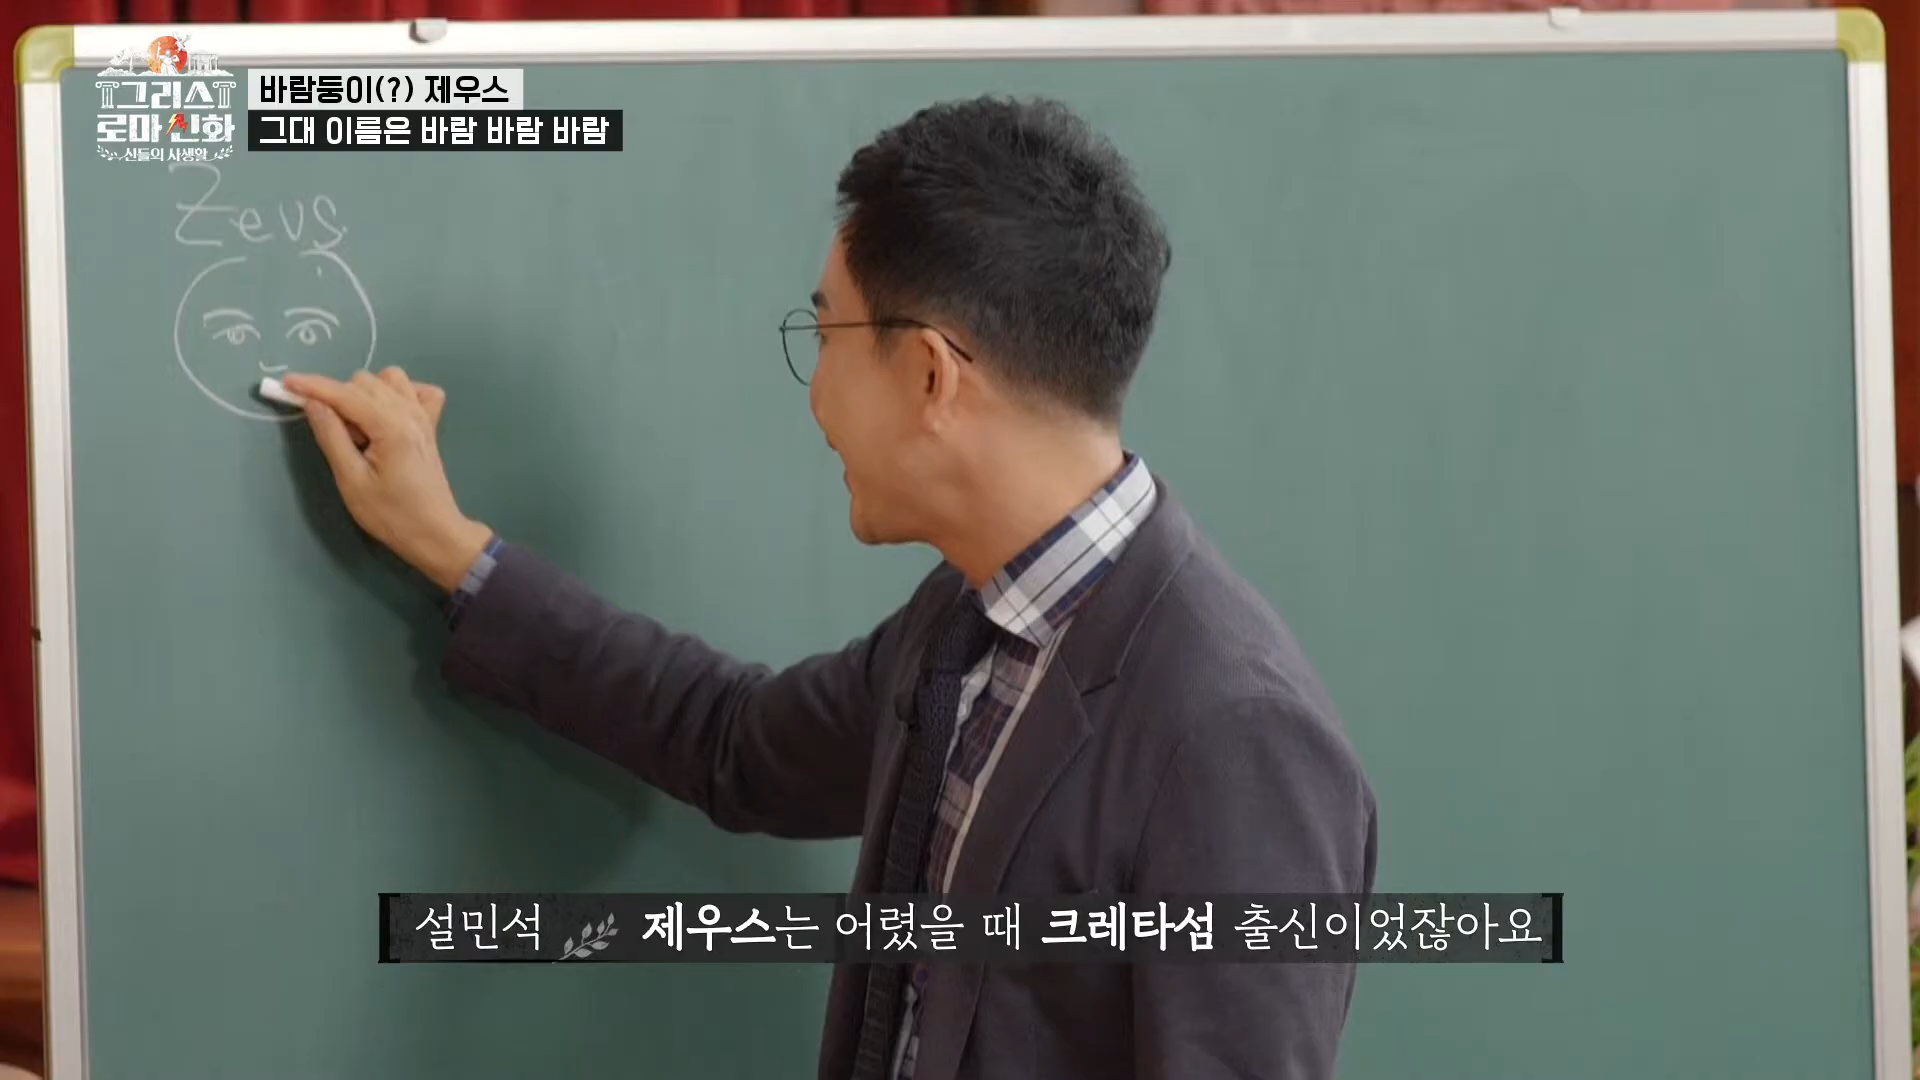 그리스
로마 신화
신들의 사생활
바람둥이(?) 제우스
그대 이름은 바람 바람 바람
Zeus
설민석 제우스는 어렸을 때 크레타섬 출신이었잖아요